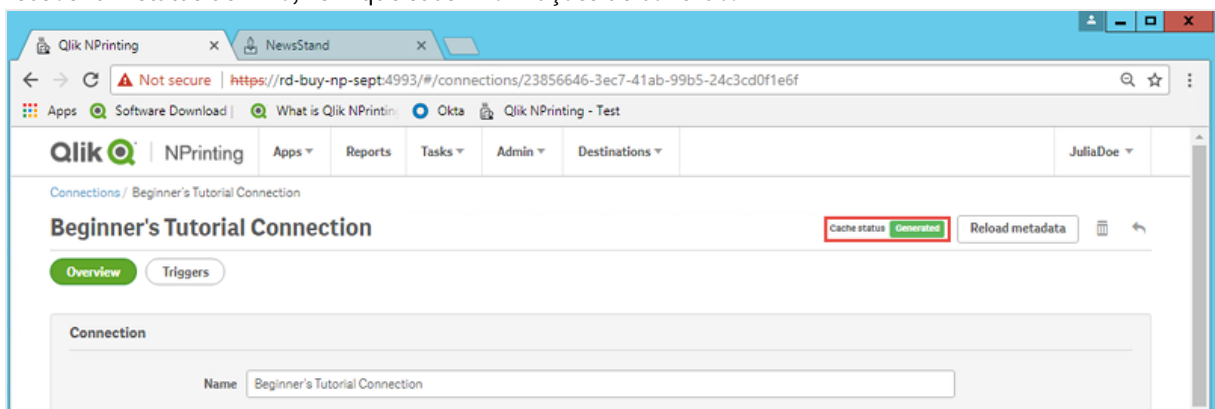 Qlik NPrinting NewsStand
Not secure | https://rd-buy-np-sept:4993/#/connections/23856646-3ec7-41ab-99b5-24c3cd0f1e6f
Apps Software Download | What is Qlik NPrinting Okta Qlik NPrinting - Test
Qlik NPrinting Apps Reports Tasks Admin Destinations JuliaDoe
Connections / Beginner's Tutorial Connection
Beginner's Tutorial Connection Cache status Generated Reload metadata
Overview Triggers
Connection
Name Beginner's Tutorial Connection